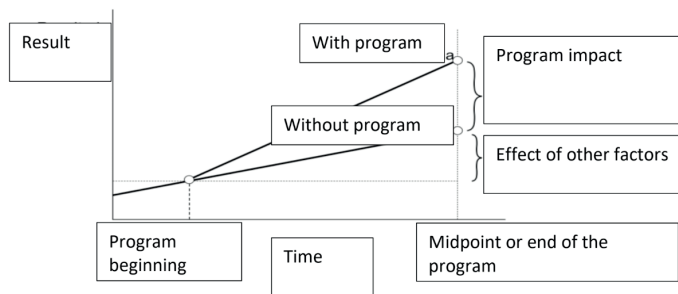 Result
With program
a
Program impact
Without program
Effect of other factors
Program
beginning
Time
Midpoint or end of the
program